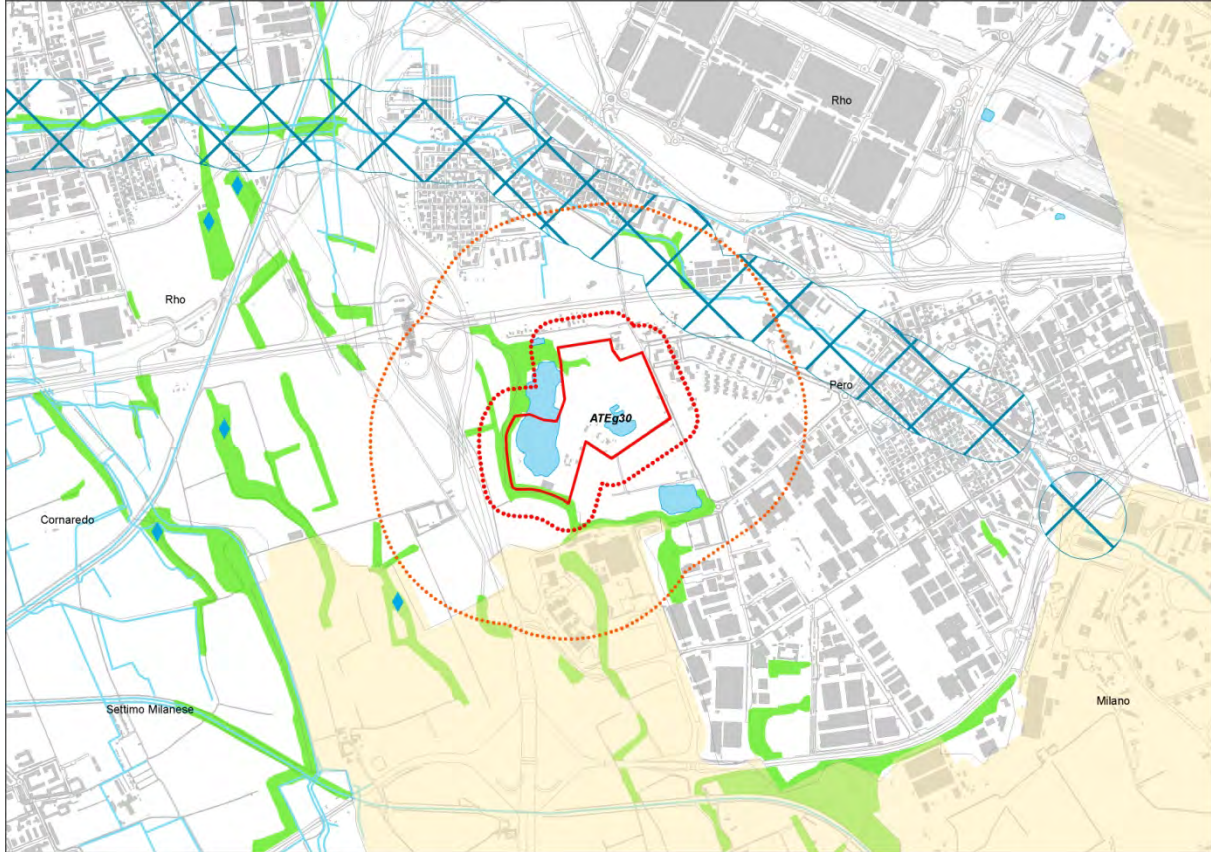 Rho
Rho
Pero
ATEg30
Cornaredo
Settimo Milanese
Milano